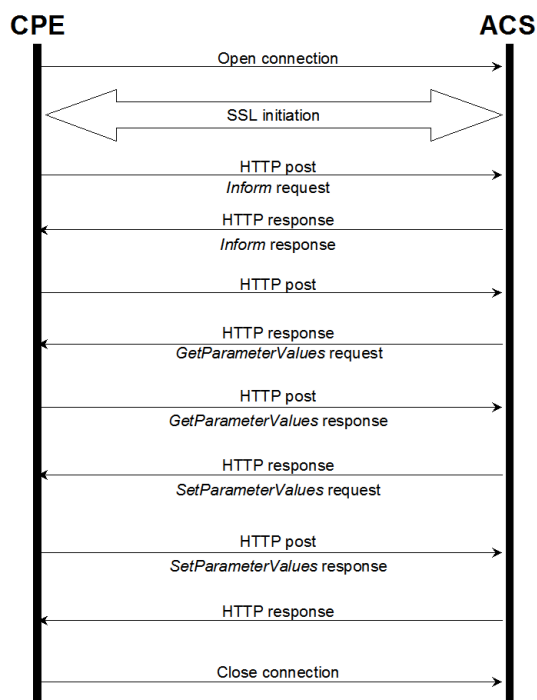 CPE ACS
Open connection
SSL initiation
HTTP post
Inform request
HTTP response
Inform response
HTTP post
HTTP response
GetParameterValues request
HTTP post
GetParameterValues response
HTTP response
SetParameterValues request
HTTP post
SetParameterValues response
HTTP response
Close connection